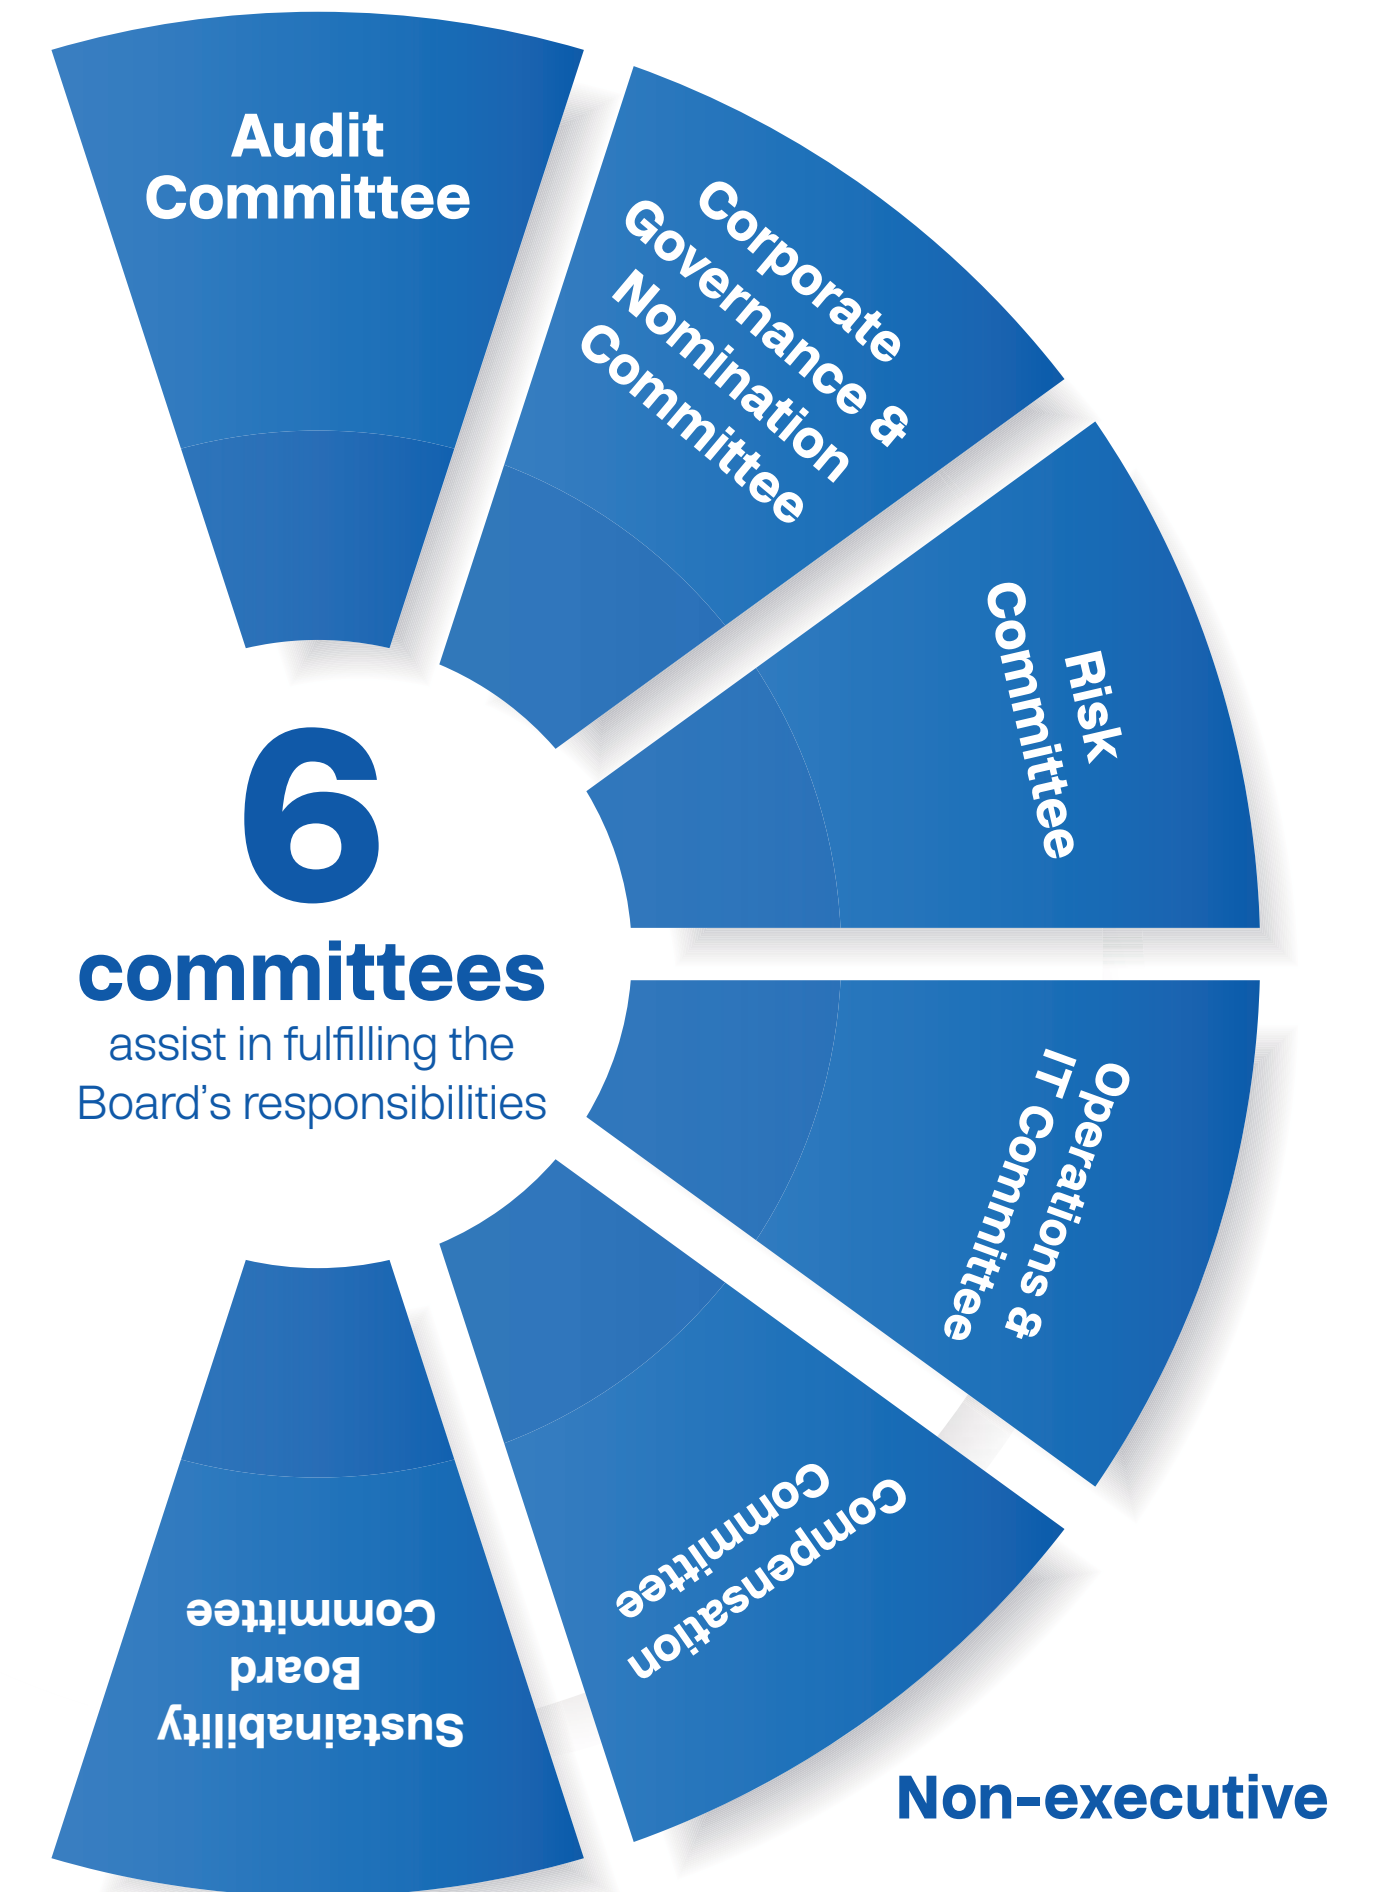 Audit
Committee
Corporate
Governance &
Nomination
Committee
Risk
Committee
6
committees
assist in fulfilling the
Board’s responsibilities
Operations &
IT Committee
Compensation
Committee
Sustainability
Board
Committee
Non-executive